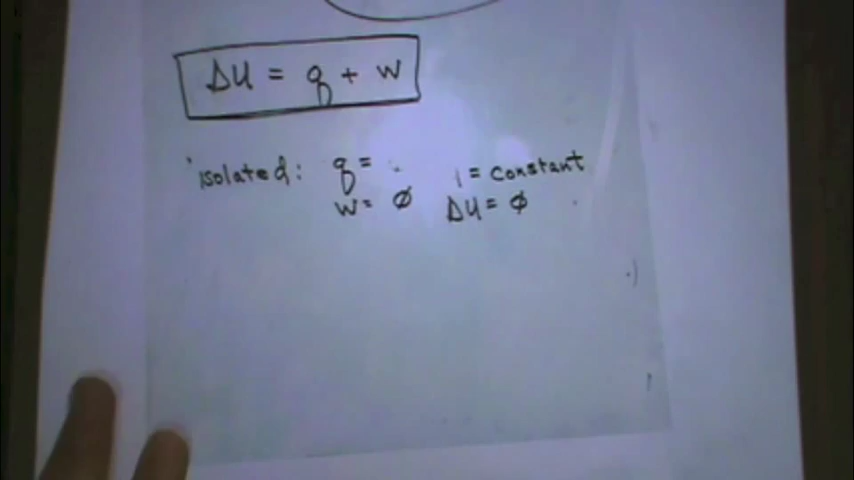 ΔU = q + w
isolated: q = = constant
w = ∅ ΔU = ∅